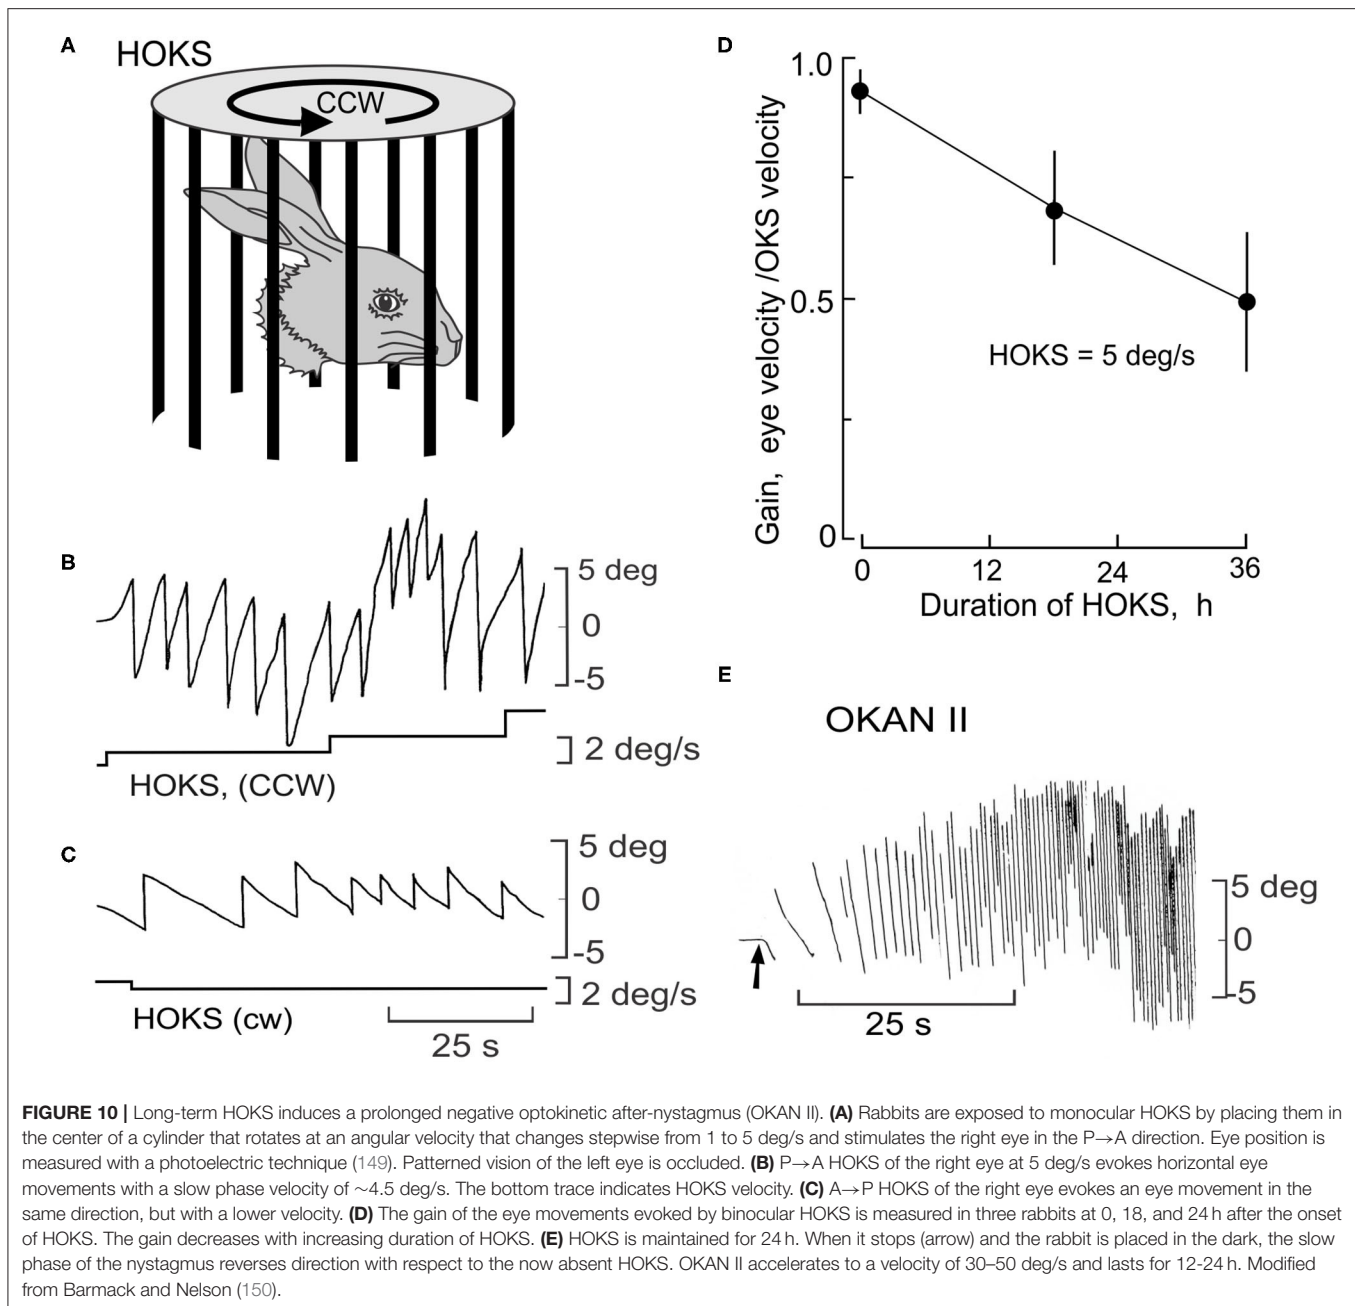 A
HOKS
CCW
B
5 deg
0
-5
2 deg/s
HOKS, (CCW)
C
5 deg
0
-5
2 deg/s
HOKS (cw)
25 s
D
1.0
0.5
0
Gain, eye velocity /OKS velocity
HOKS = 5 deg/s
0 12 24 36
Duration of HOKS, h
E
OKAN II
5 deg
0
-5
25 s
FIGURE 10 | Long-term HOKS induces a prolonged negative optokinetic after-nystagmus (OKAN II). (A) Rabbits are exposed to monocular HOKS by placing them in
the center of a cylinder that rotates at an angular velocity that changes stepwise from 1 to 5 deg/s and stimulates the right eye in the P→A direction. Eye position is
measured with a photoelectric technique (149). Patterned vision of the left eye is occluded. (B) P→A HOKS of the right eye at 5 deg/s evokes horizontal eye
movements with a slow phase velocity of ~4.5 deg/s. The bottom trace indicates HOKS velocity. (C) A→P HOKS of the right eye evokes an eye movement in the
same direction, but with a lower velocity. (D) The gain of the eye movements evoked by binocular HOKS is measured in three rabbits at 0, 18, and 24 h after the onset
of HOKS. The gain decreases with increasing duration of HOKS. (E) HOKS is maintained for 24 h. When it stops (arrow) and the rabbit is placed in the dark, the slow
phase of the nystagmus reverses direction with respect to the now absent HOKS. OKAN II accelerates to a velocity of 30–50 deg/s and lasts for 12-24 h. Modified
from Barmack and Nelson (150).